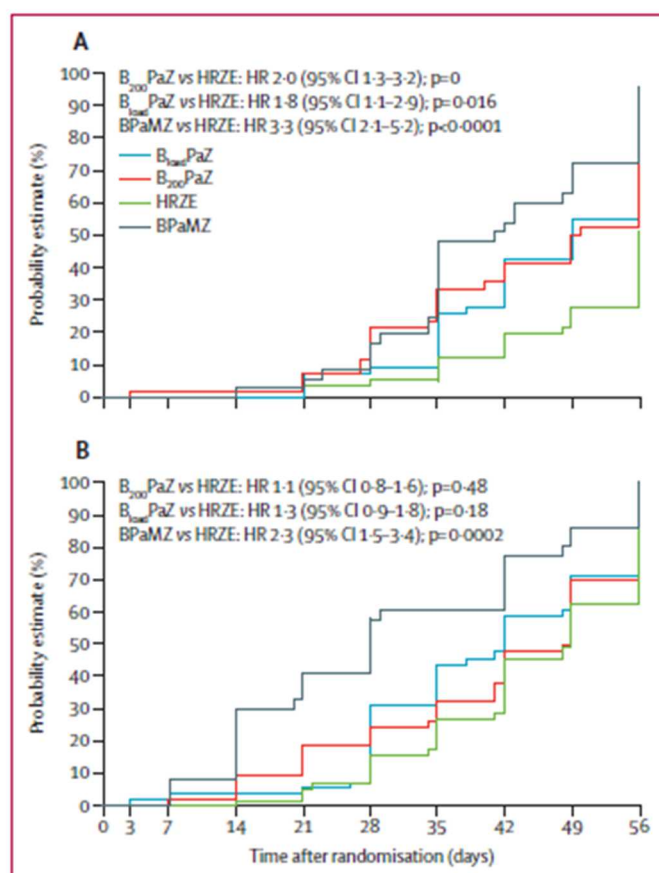 A
B200PaZ vs HRZE: HR 2·0 (95% CI 1·3–3·2); p=0
BloadPaZ vs HRZE: HR 1·8 (95% CI 1·1–2·9); p=0·016
BPaMZ vs HRZE: HR 3·3 (95% CI 2·1–5·2); p<0·0001
BloadPaZ
B200PaZ
HRZE
BPaMZ
Probability estimate (%)
100
90
80
70
60
50
40
30
20
10
0
0 3 7 14 21 28 35 42 49 56
B
B200PaZ vs HRZE: HR 1·1 (95% CI 0·8–1·6); p=0·48
BloadPaZ vs HRZE: HR 1·3 (95% CI 0·9–1·8); p=0·18
BPaMZ vs HRZE: HR 2·3 (95% CI 1·5–3·4); p=0·0002
Probability estimate (%)
100
90
80
70
60
50
40
30
20
10
0
Time after randomisation (days)